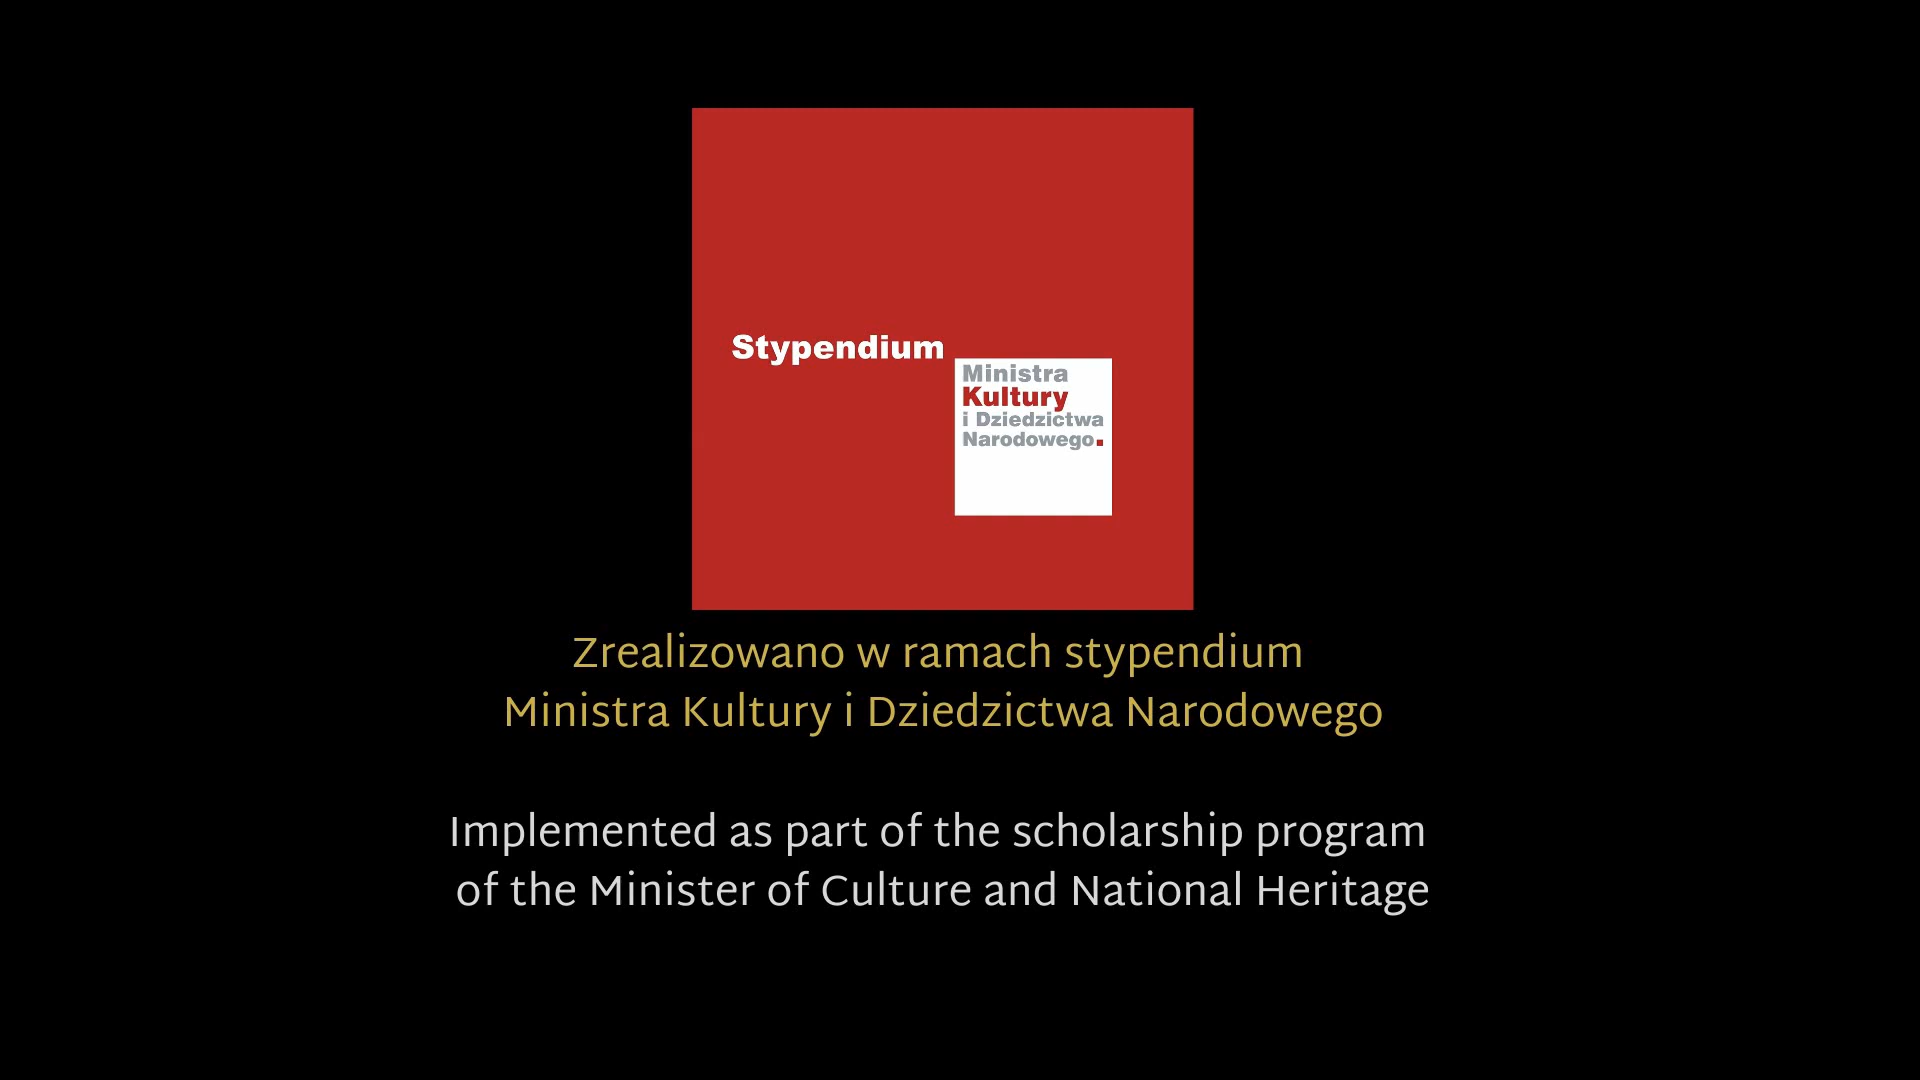 Stypendium
Ministra
Kultury
i Dziedzictwa
Narodowego.
Zrealizowano w ramach stypendium
Ministra Kultury i Dziedzictwa Narodowego
Implemented as part of the scholarship program
of the Minister of Culture and National Heritage